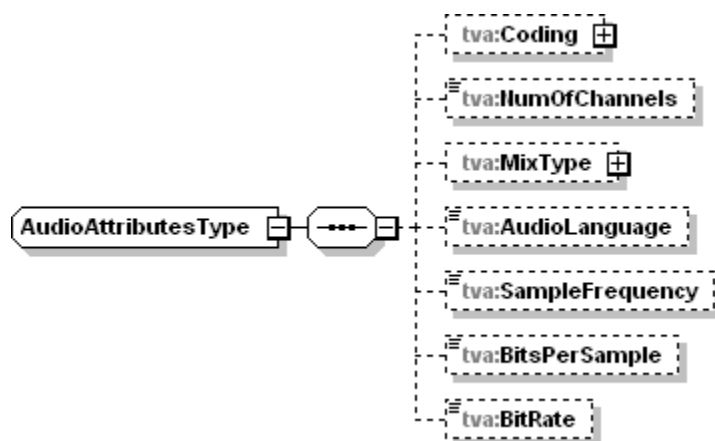 tva:Coding
tva:NumOfChannels
tva:MixType
AudioAttributesType
tva:AudioLanguage
tva:SampleFrequency
tva:BitsPerSample
tva:BitRate